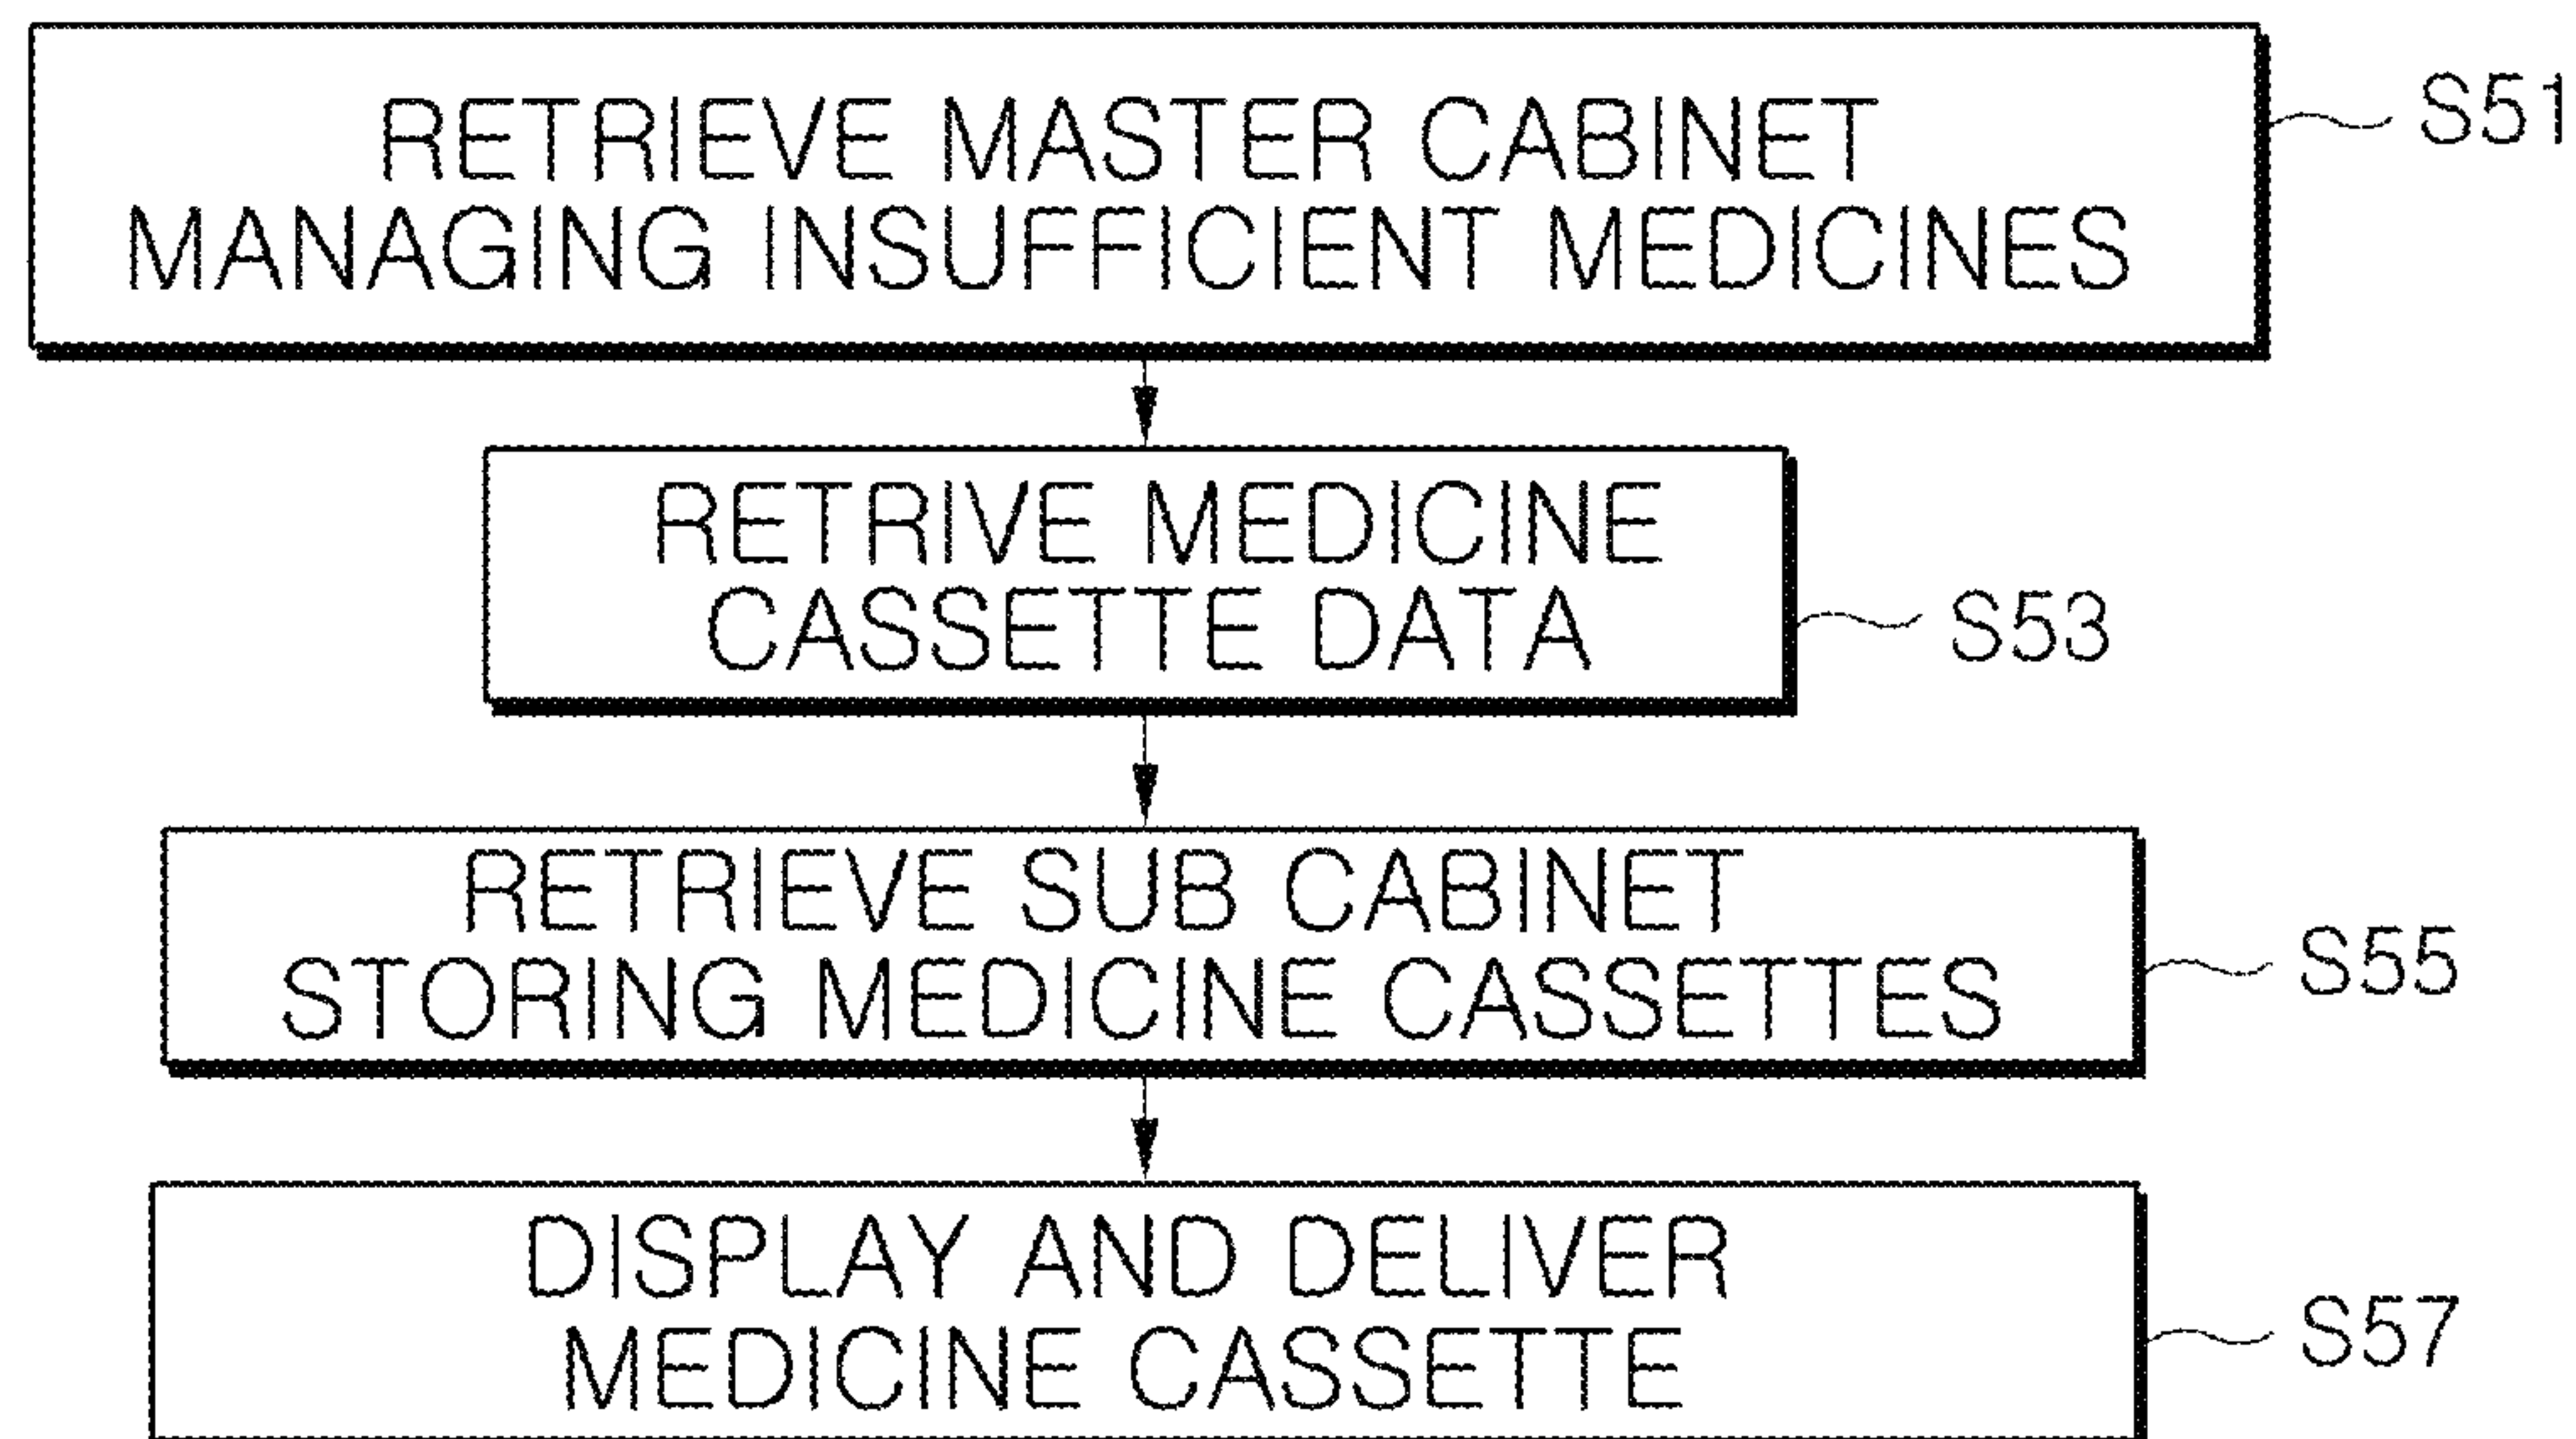 RETRIEVE MASTER CABINET
MANAGING INSUFFICIENT MEDICINES
S51
RETRIVE MEDICINE
CASSETTE DATA
S53
RETRIEVE SUB CABINET
STORING MEDICINE CASSETTES
S55
DISPLAY AND DELIVER
MEDICINE CASSETTE
S57